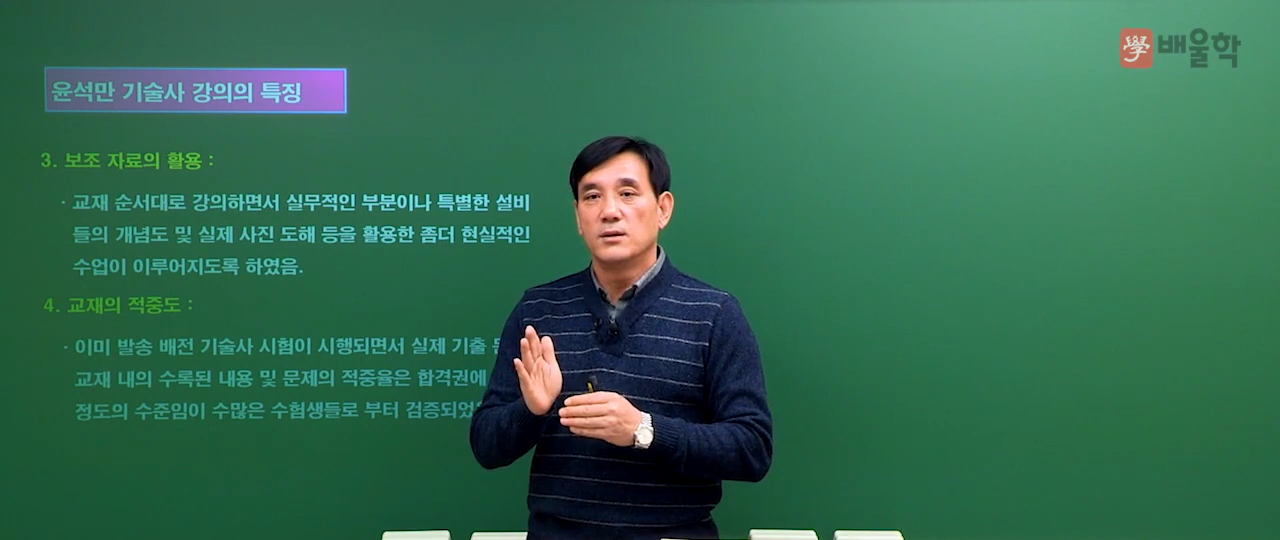 學 배울학
윤석만 기술사 강의의 특징
3. 보조 자료의 활용 :
· 교재 순서대로 강의하면서 실무적인 부분이나 특별한 설비
들의 개념도 및 실제 사진 도해 등을 활용한 좀더 현실적인
수업이 이루어지도록 하였음.
4. 교재의 적중도 :
· 이미 발송 배전 기술사 시험이 시행되면서 실제 기출
교재 내의 수록된 내용 및 문제의 적중율은 합격권에
정도의 수준임이 수많은 수험생들로 부터